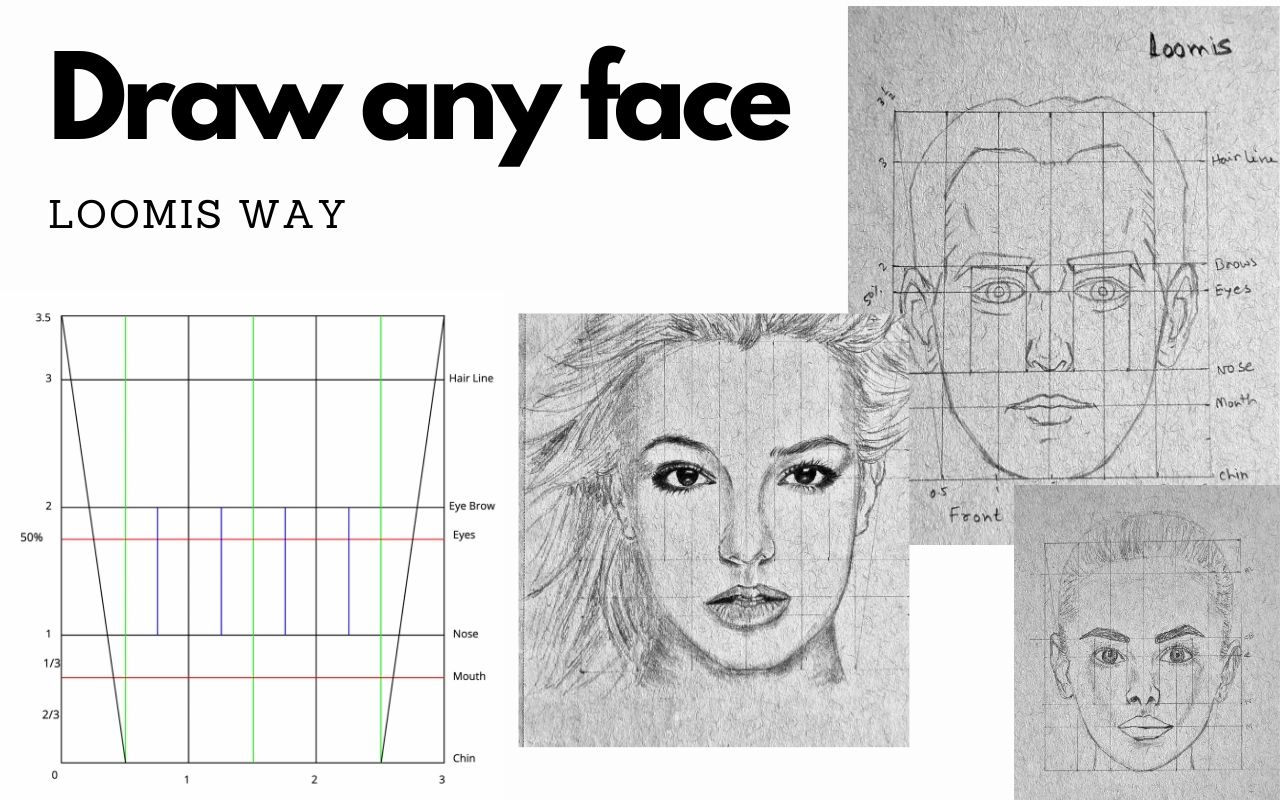 Draw any face
LOOMIS WAY
3.5
3 Hair Line
2 Eye Brow
50% Eyes
1 Nose
1/3
Mouth
2/3
Chin
0 1 2 3
Loomis
3 1/2
3 Hair Line
2 Brows
50% Eyes
Nose
Mouth
chin
0.5 1
Front